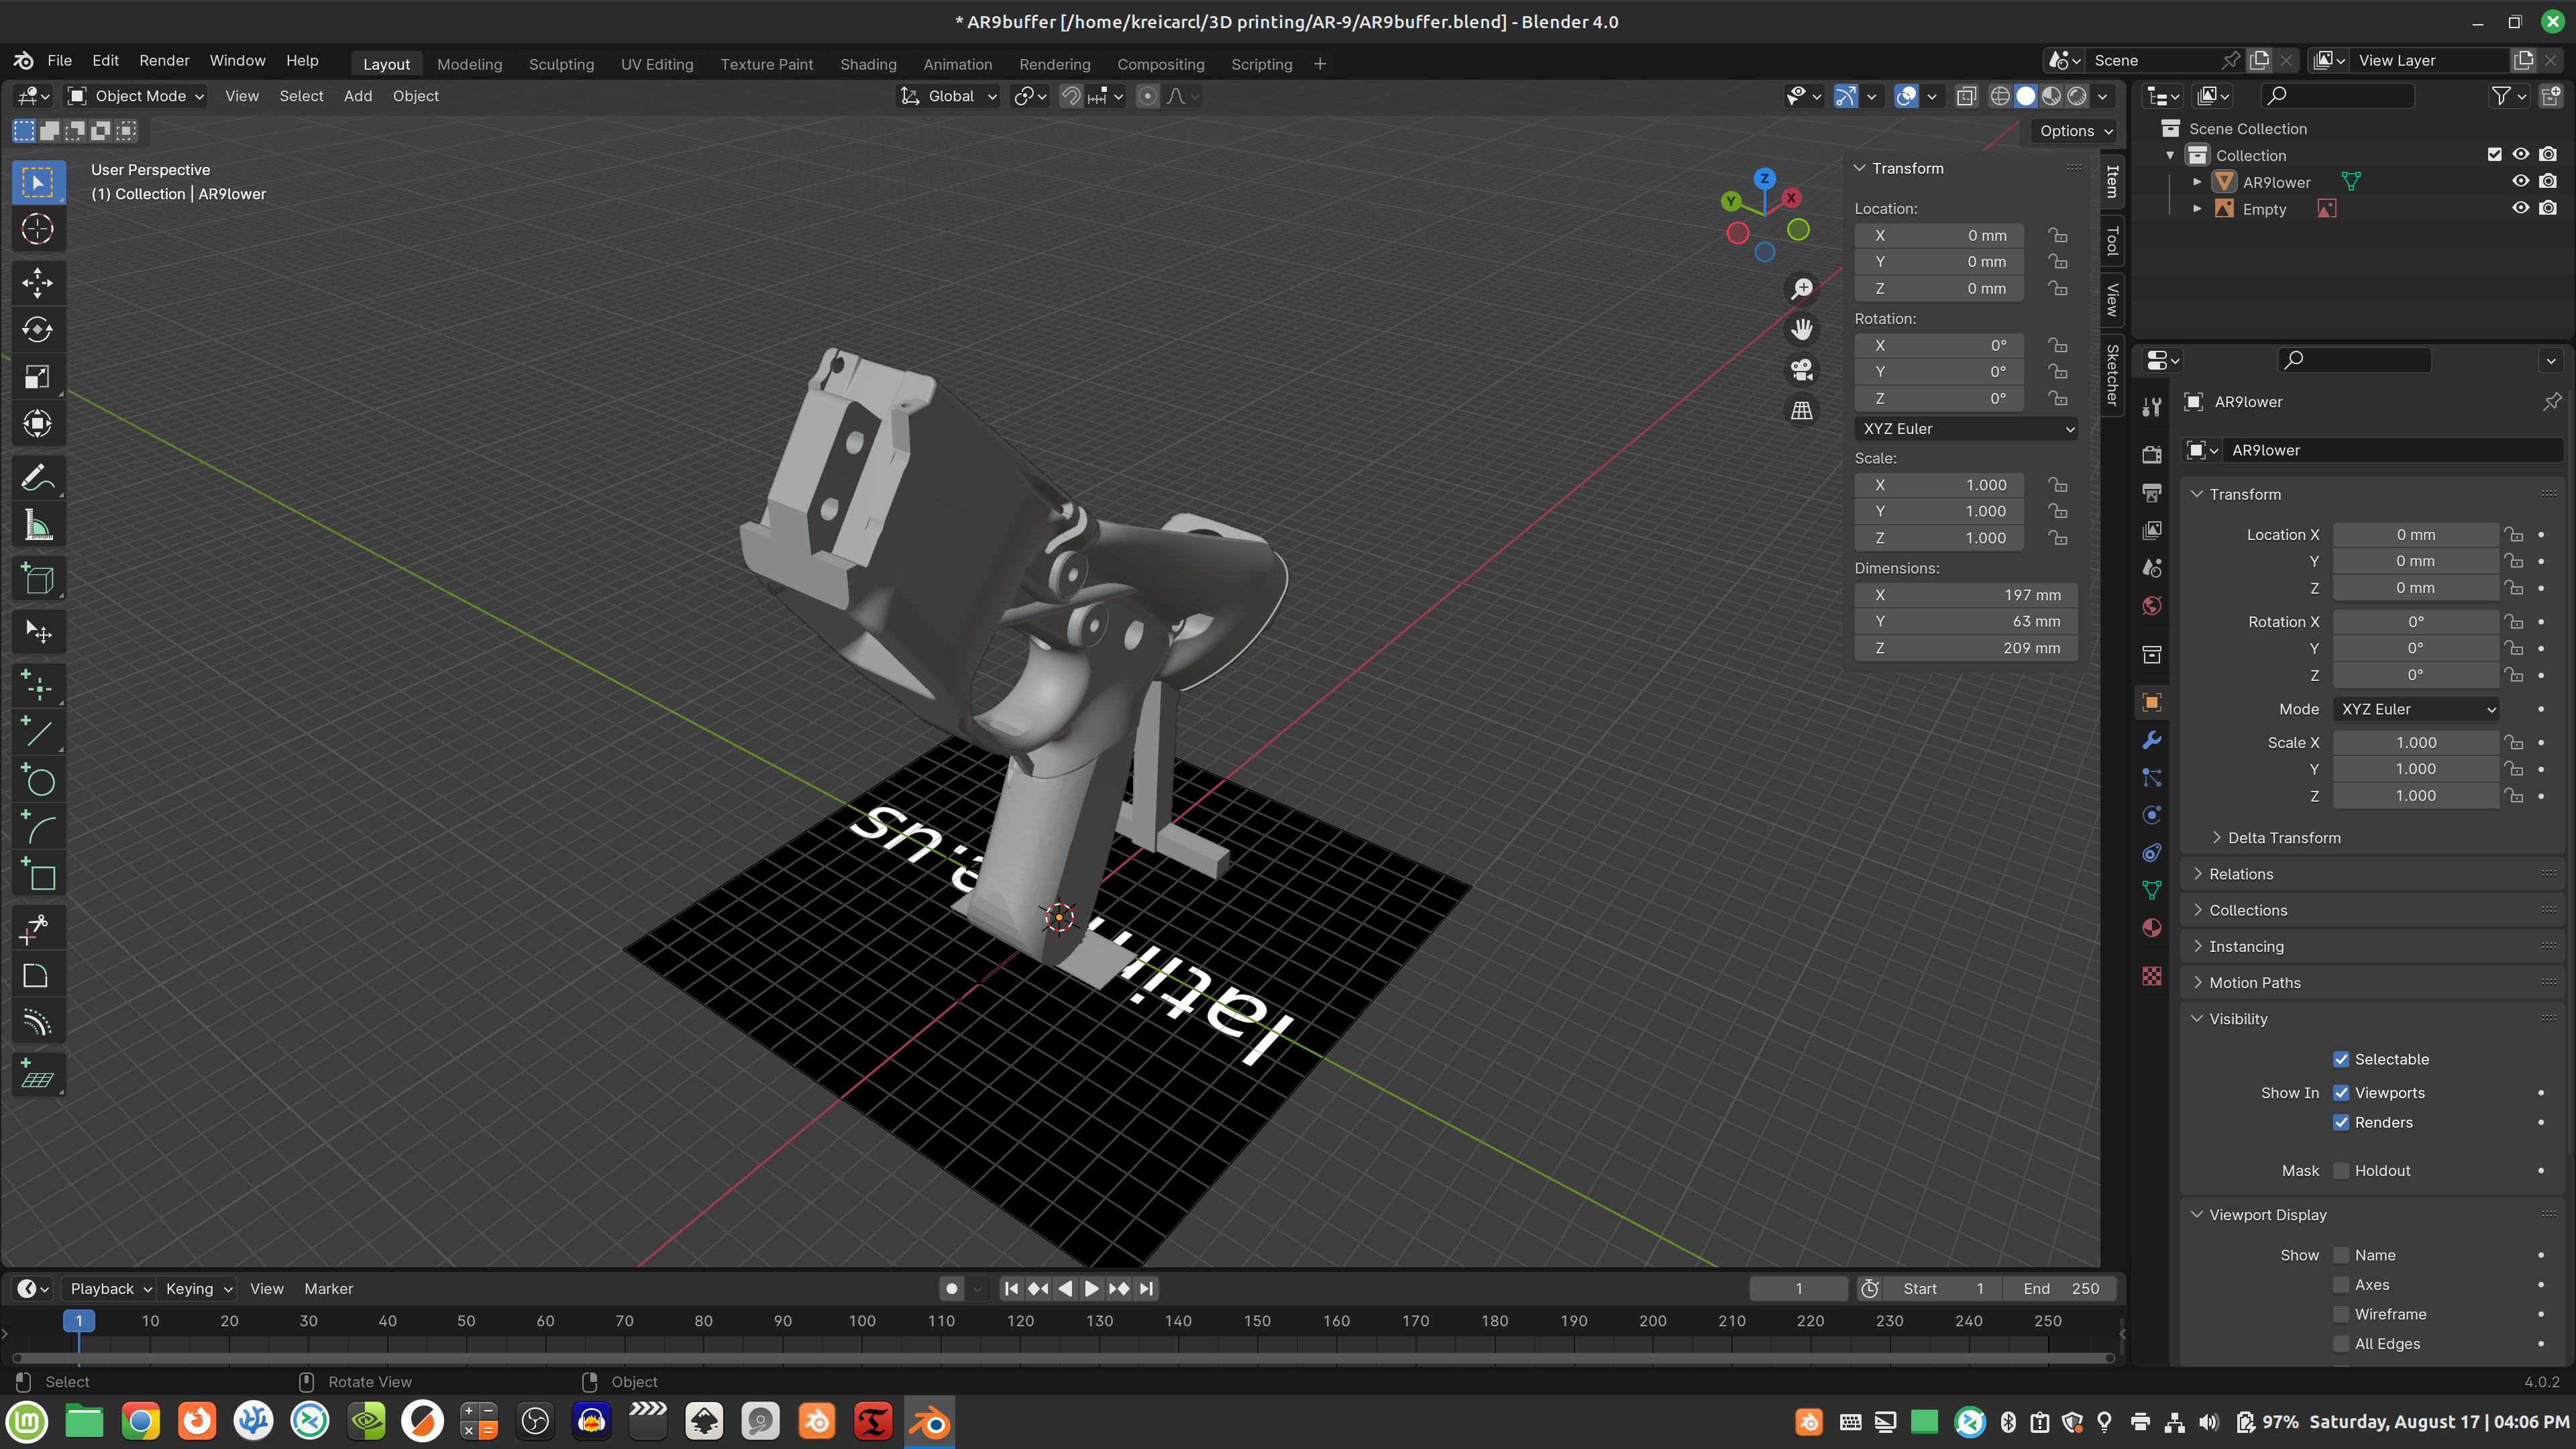 * AR9buffer [/home/kreicarcl/3D printing/AR-9/AR9buffer.blend] - Blender 4.0
File Edit Render Window Help
Layout Modeling Sculpting UV Editing Texture Paint Shading Animation Rendering Compositing Scripting +
Scene
View Layer
Object Mode View Select Add Object
Global
Options
User Perspective
(1) Collection | AR9lower
Z
Y
X
Transform
Location:
X 0 mm
Y 0 mm
Z 0 mm
Rotation:
X 0°
Y 0°
Z 0°
XYZ Euler
Scale:
X 1.000
Y 1.000
Z 1.000
Dimensions:
X 197 mm
Y 63 mm
Z 209 mm
Item
Tool
View
Sketcher
Scene Collection
Collection
AR9lower
Empty
AR9lower
AR9lower
Transform
Location X 0 mm
Y 0 mm
Z 0 mm
Rotation X 0°
Y 0°
Z 0°
Mode XYZ Euler
Scale X 1.000
Y 1.000
Z 1.000
Delta Transform
Relations
Collections
Instancing
Motion Paths
Visibility
Selectable
Show In Viewports
Renders
Mask Holdout
Viewport Display
Show Name
Axes
Wireframe
All Edges
Playback Keying View Marker
1
Start 1
End 250
1 10 20 30 40 50 60 70 80 90 100 110 120 130 140 150 160 170 180 190 200 210 220 230 240 250
Select
Rotate View
Object
4.0.2
97% Saturday, August 17 | 04:06 PM